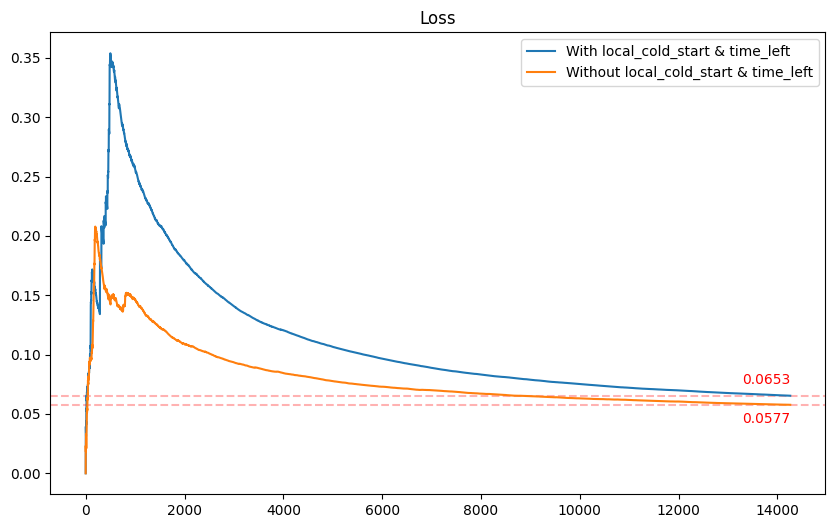 Loss
With local_cold_start & time_left
Without local_cold_start & time_left
0.35
0.30
0.25
0.20
0.15
0.10
0.05
0.00
0.0653
0.0577
0 2000 4000 6000 8000 10000 12000 14000